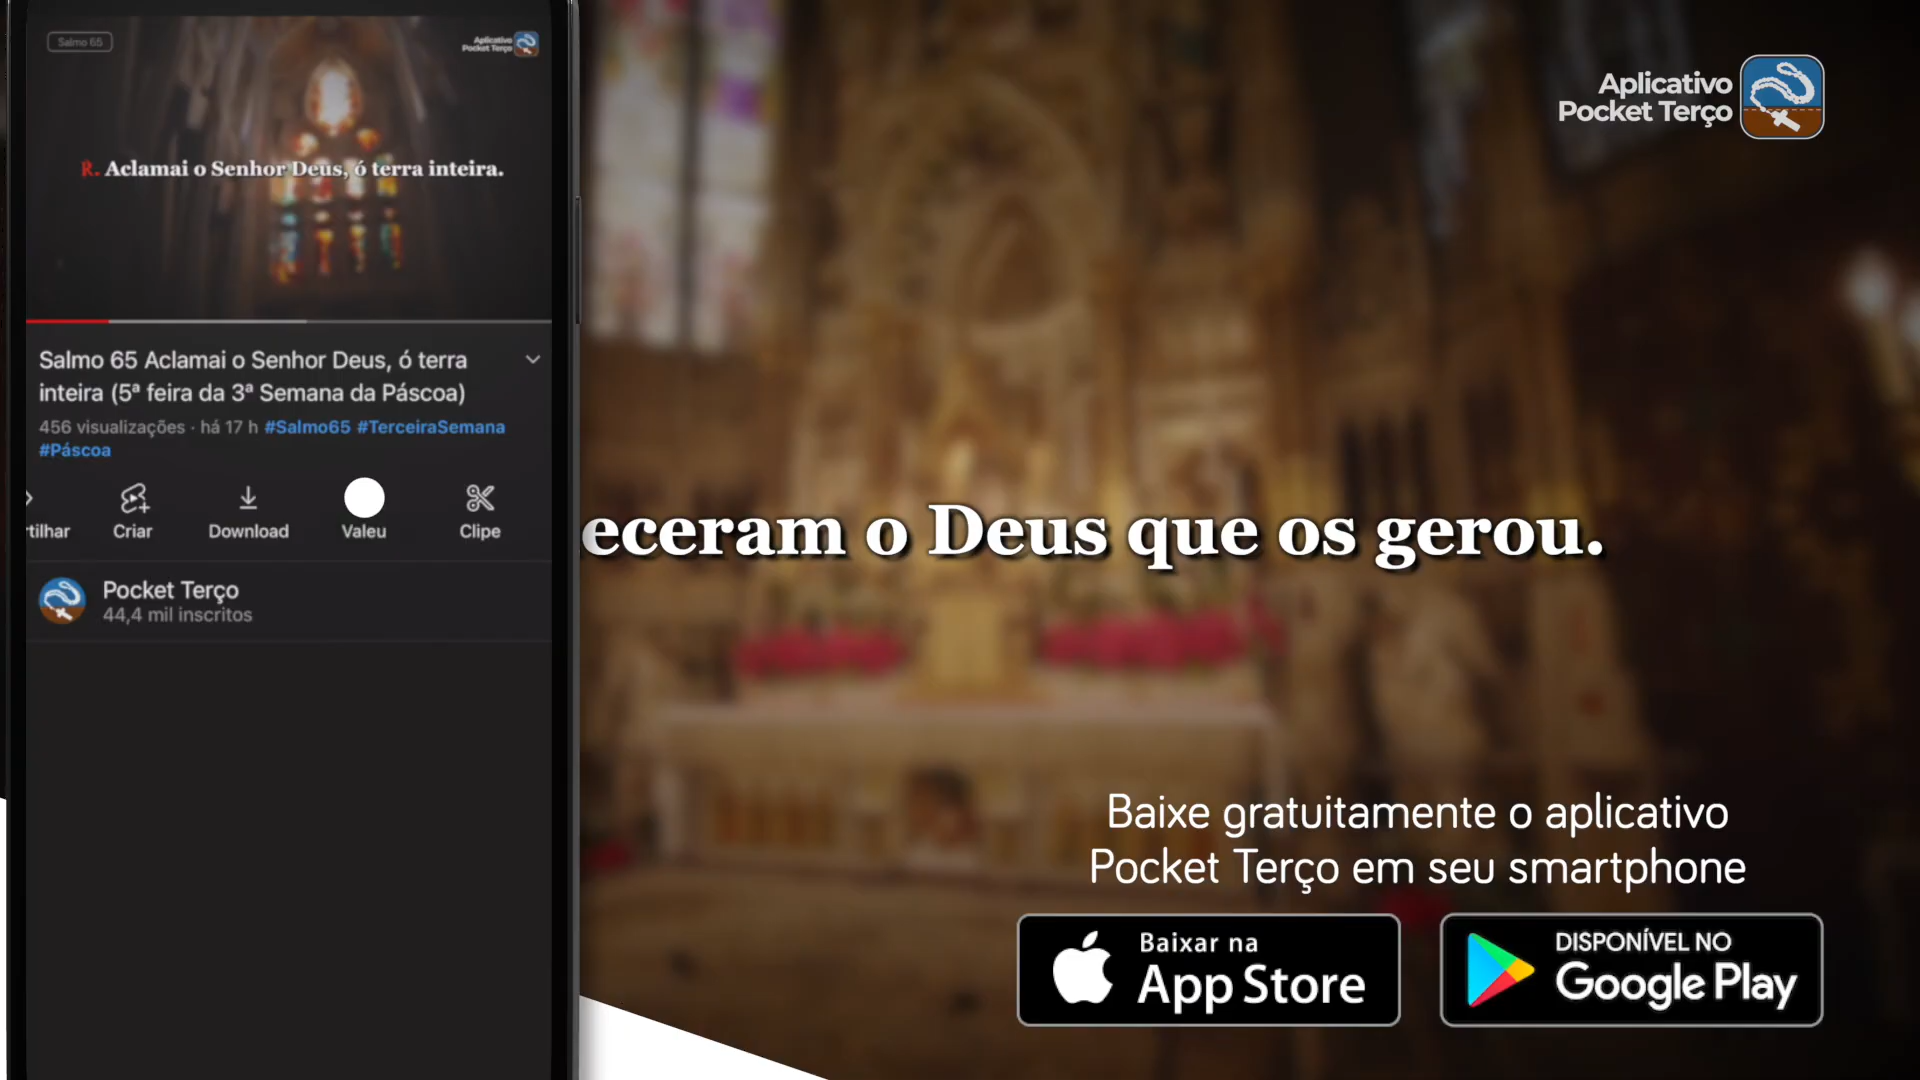 Salmo 65
Aplicativo
Pocket Terço
R. Aclamai o Senhor Deus, ó terra inteira.
Salmo 65 Aclamai o Senhor Deus, ó terra
inteira (5ª feira da 3ª Semana da Páscoa)
456 visualizações · há 17 h #Salmo65 #TerceiraSemana
#Páscoa
tilhar
Criar
Download
Valeu
Clipe
Pocket Terço
44,4 mil inscritos
Aplicativo
Pocket Terço
eceram o Deus que os gerou.
Baixe gratuitamente o aplicativo
Pocket Terço em seu smartphone
Baixar na
App Store
DISPONÍVEL NO
Google Play